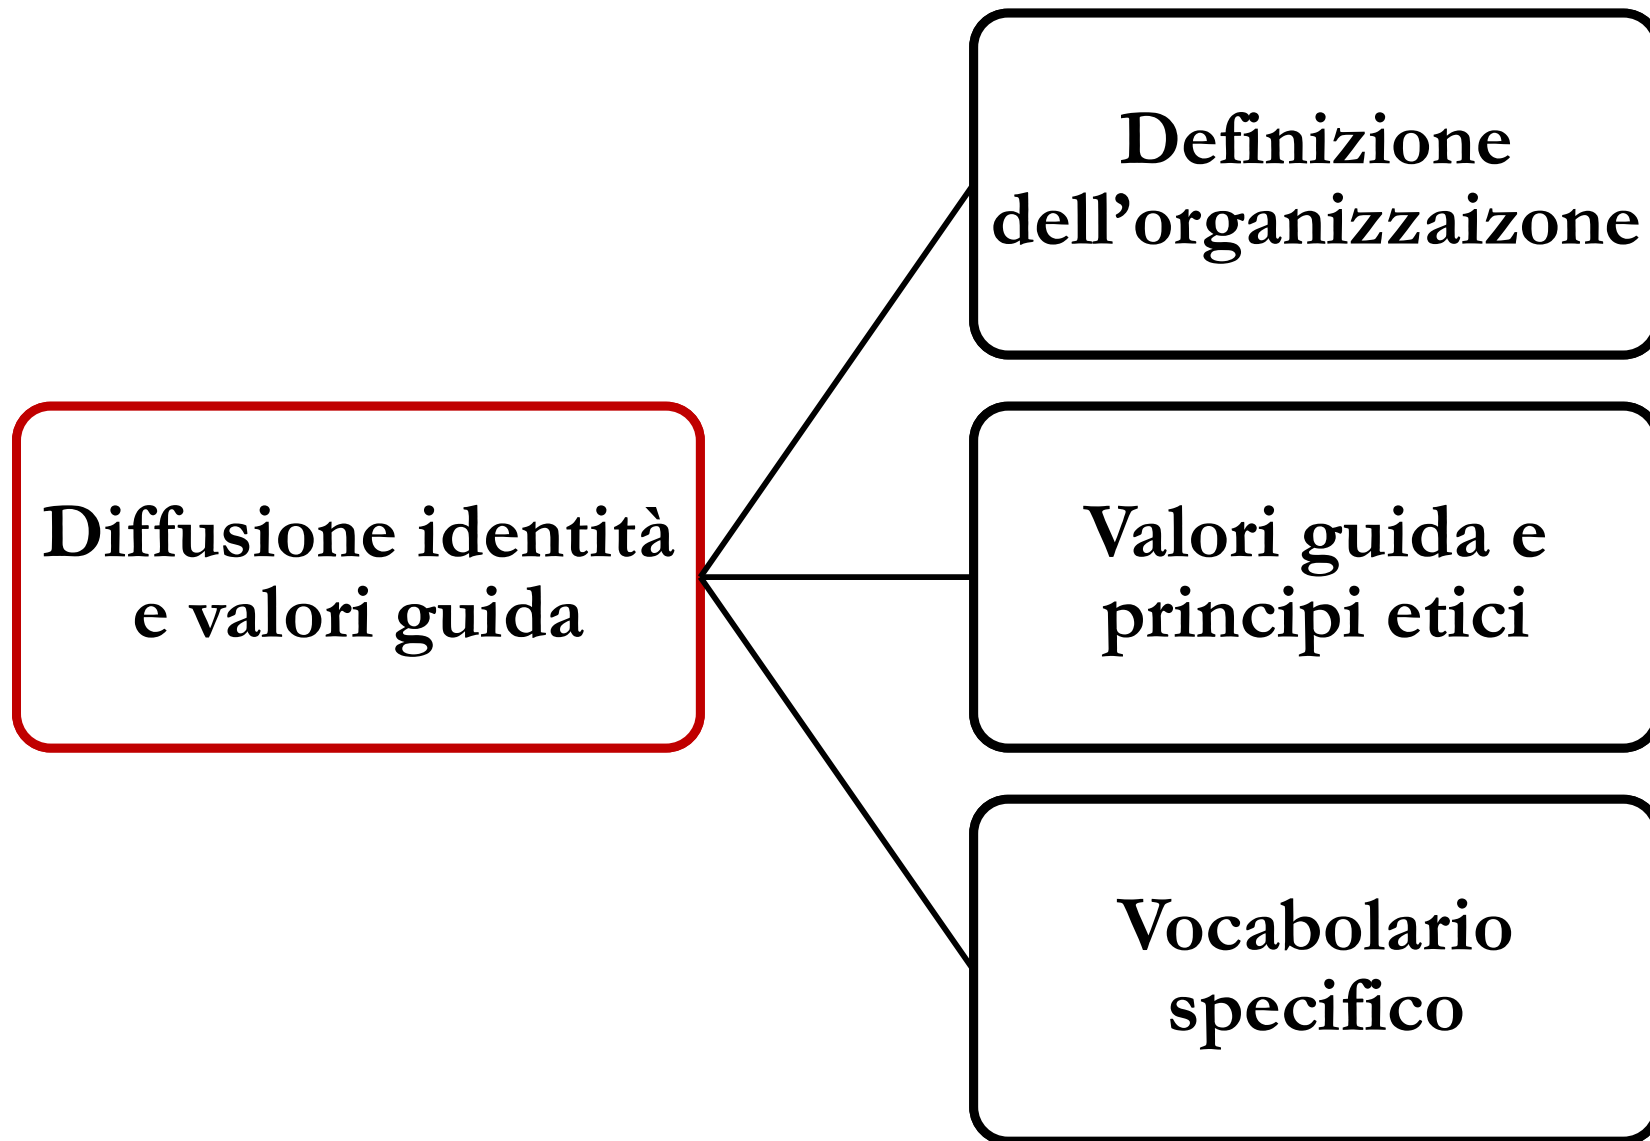 Definizione
dell’organizzaizone
Diffusione identità
e valori guida
Valori guida e
principi etici
Vocabolario
specifico